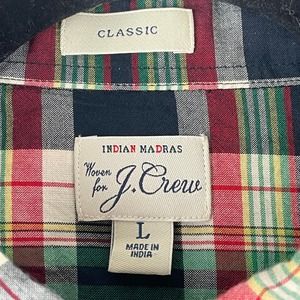 CLASSIC
INDIAN MADRAS
Woven
for J.Crew
L
MADE IN
INDIA